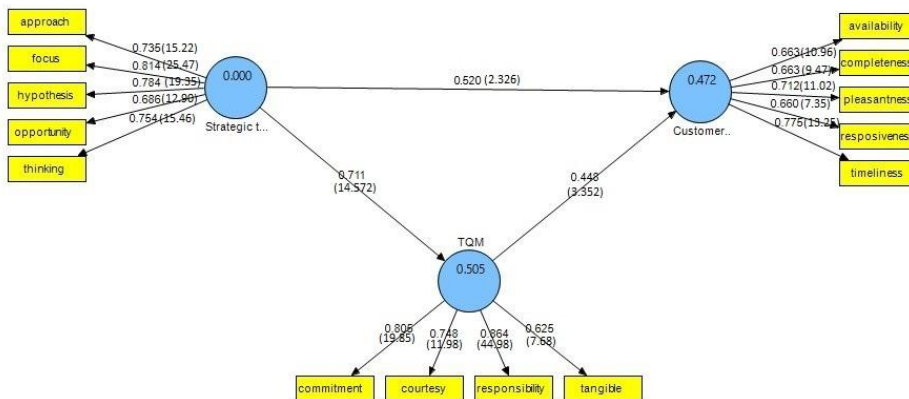 approach
focus
hypothesis
opportunity
thinking
0.735(15.22)
0.814(25.47)
0.784 (19.35)
0.686(12.90)
0.754(15.46)
0.000
Strategic t...
0.620 (2.326)
0.472
Customer..
0.663(10.96)
0.663(9.47)
0.712(11.02)
0.660 (7.35)
0.775(13.25)
availability
completeness
pleasantness
resposiveness
timeliness
0.711
(14.572)
0.448
(3.352)
TQM
0.505
0.805
(19.85)
0.748
(11.98)
0.864
(44.98)
0.625
(7.68)
commitment
courtesy
responsibility
tangible